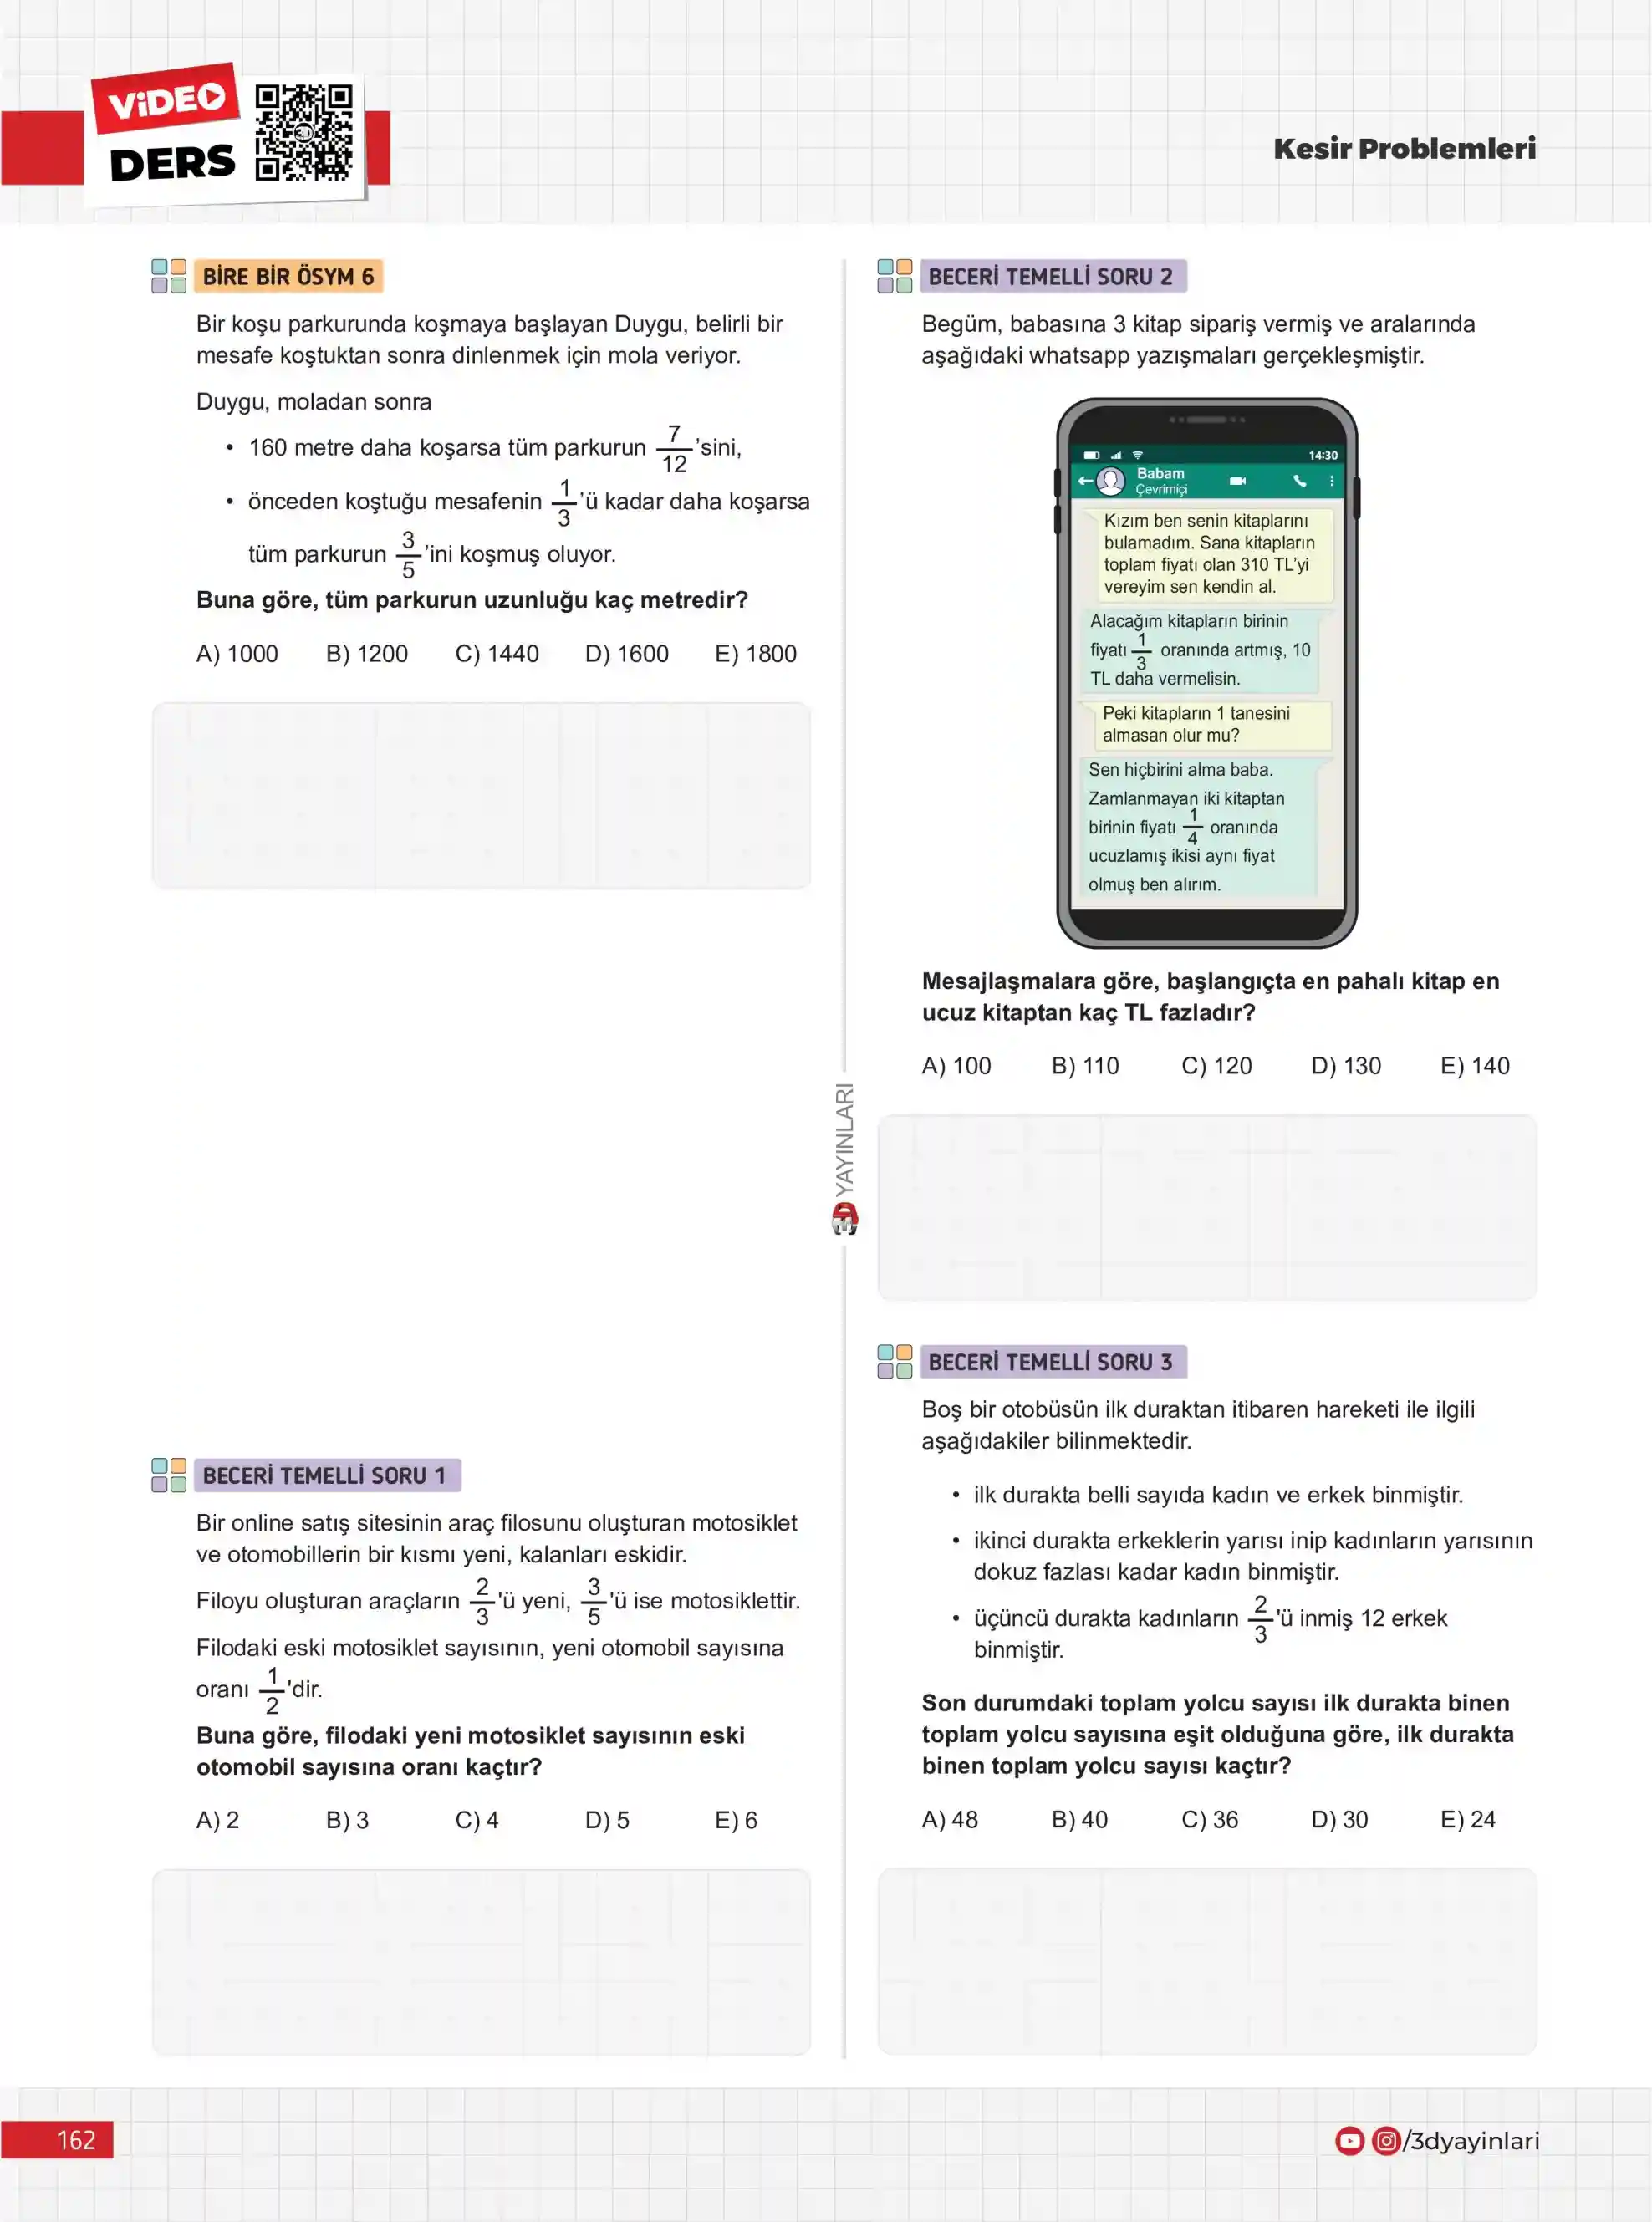 VİDEO
DERS
3D
Kesir Problemleri
BİRE BİR ÖSYM 6
Bir koşu parkurunda koşmaya başlayan Duygu, belirli bir
mesafe koştuktan sonra dinlenmek için mola veriyor.
Duygu, moladan sonra
• 160 metre daha koşarsa tüm parkurun 7/12'sini,
• önceden koştuğu mesafenin 1/3'ü kadar daha koşarsa
tüm parkurun 3/5'ini koşmuş oluyor.
Buna göre, tüm parkurun uzunluğu kaç metredir?
A) 1000 B) 1200 C) 1440 D) 1600 E) 1800
BECERİ TEMELLİ SORU 1
Bir online satış sitesinin araç filosunu oluşturan motosiklet
ve otomobillerin bir kısmı yeni, kalanları eskidir.
Filoyu oluşturan araçların 2/3'ü yeni, 3/5'ü ise motosiklettir.
Filodaki eski motosiklet sayısının, yeni otomobil sayısına
oranı 1/2'dir.
Buna göre, filodaki yeni motosiklet sayısının eski
otomobil sayısına oranı kaçtır?
A) 2 B) 3 C) 4 D) 5 E) 6
YAYINLARI
BECERİ TEMELLİ SORU 2
Begüm, babasına 3 kitap sipariş vermiş ve aralarında
aşağıdaki whatsapp yazışmaları gerçekleşmiştir.
14:30
Babam
Çevrimiçi
Kızım ben senin kitaplarını
bulamadım. Sana kitapların
toplam fiyatı olan 310 TL'yi
vereyim sen kendin al.
Alacağım kitapların birinin
fiyatı 1/3 oranında artmış, 10
TL daha vermelisin.
Peki kitapların 1 tanesini
almasan olur mu?
Sen hiçbirini alma baba.
Zamlanmayan iki kitaptan
birinin fiyatı 1/4 oranında
ucuzlamış ikisi aynı fiyat
olmuş ben alırım.
Mesajlaşmalara göre, başlangıçta en pahalı kitap en
ucuz kitaptan kaç TL fazladır?
A) 100 B) 110 C) 120 D) 130 E) 140
BECERİ TEMELLİ SORU 3
Boş bir otobüsün ilk duraktan itibaren hareketi ile ilgili
aşağıdakiler bilinmektedir.
• ilk durakta belli sayıda kadın ve erkek binmiştir.
• ikinci durakta erkeklerin yarısı inip kadınların yarısının
dokuz fazlası kadar kadın binmiştir.
• üçüncü durakta kadınların 2/3'ü inmiş 12 erkek
binmiştir.
Son durumdaki toplam yolcu sayısı ilk durakta binen
toplam yolcu sayısına eşit olduğuna göre, ilk durakta
binen toplam yolcu sayısı kaçtır?
A) 48 B) 40 C) 36 D) 30 E) 24
162
/3dyayinlari